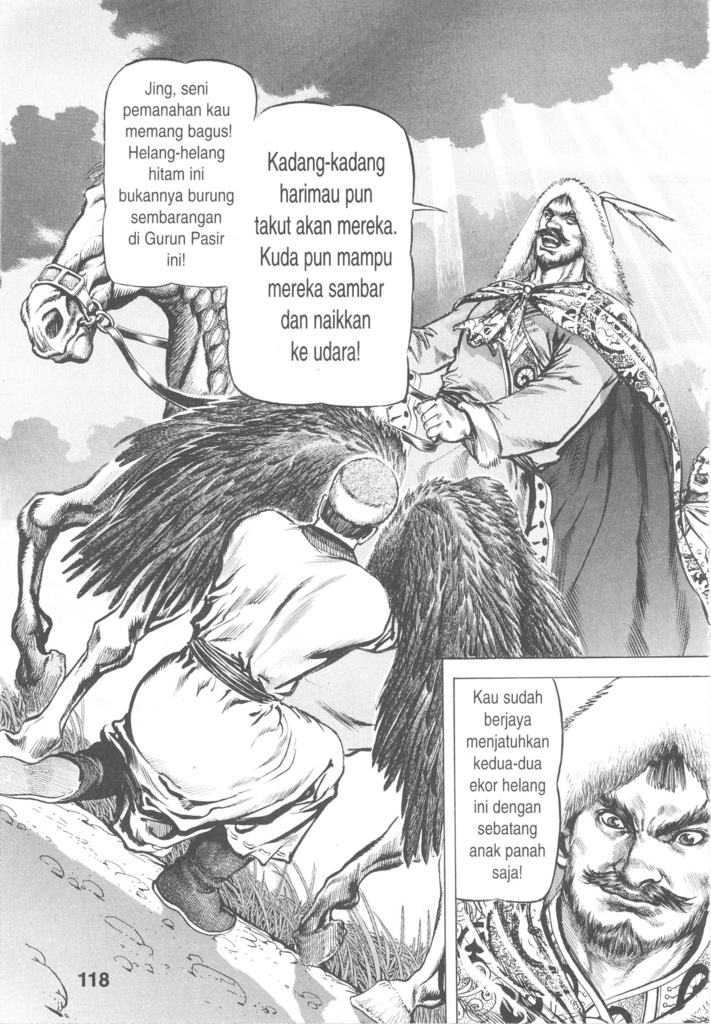 Jing, seni
pemanahan kau
memang bagus!
Helang-helang
hitam ini
bukannya burung
sembarangan
di Gurun Pasir
ini!
Kadang-kadang
harimau pun
takut akan mereka.
Kuda pun mampu
mereka sambar
dan naikkan
ke udara!
Kau sudah
berjaya
menjatuhkan
kedua-dua
ekor helang
ini dengan
sebatang
anak panah
saja!
118